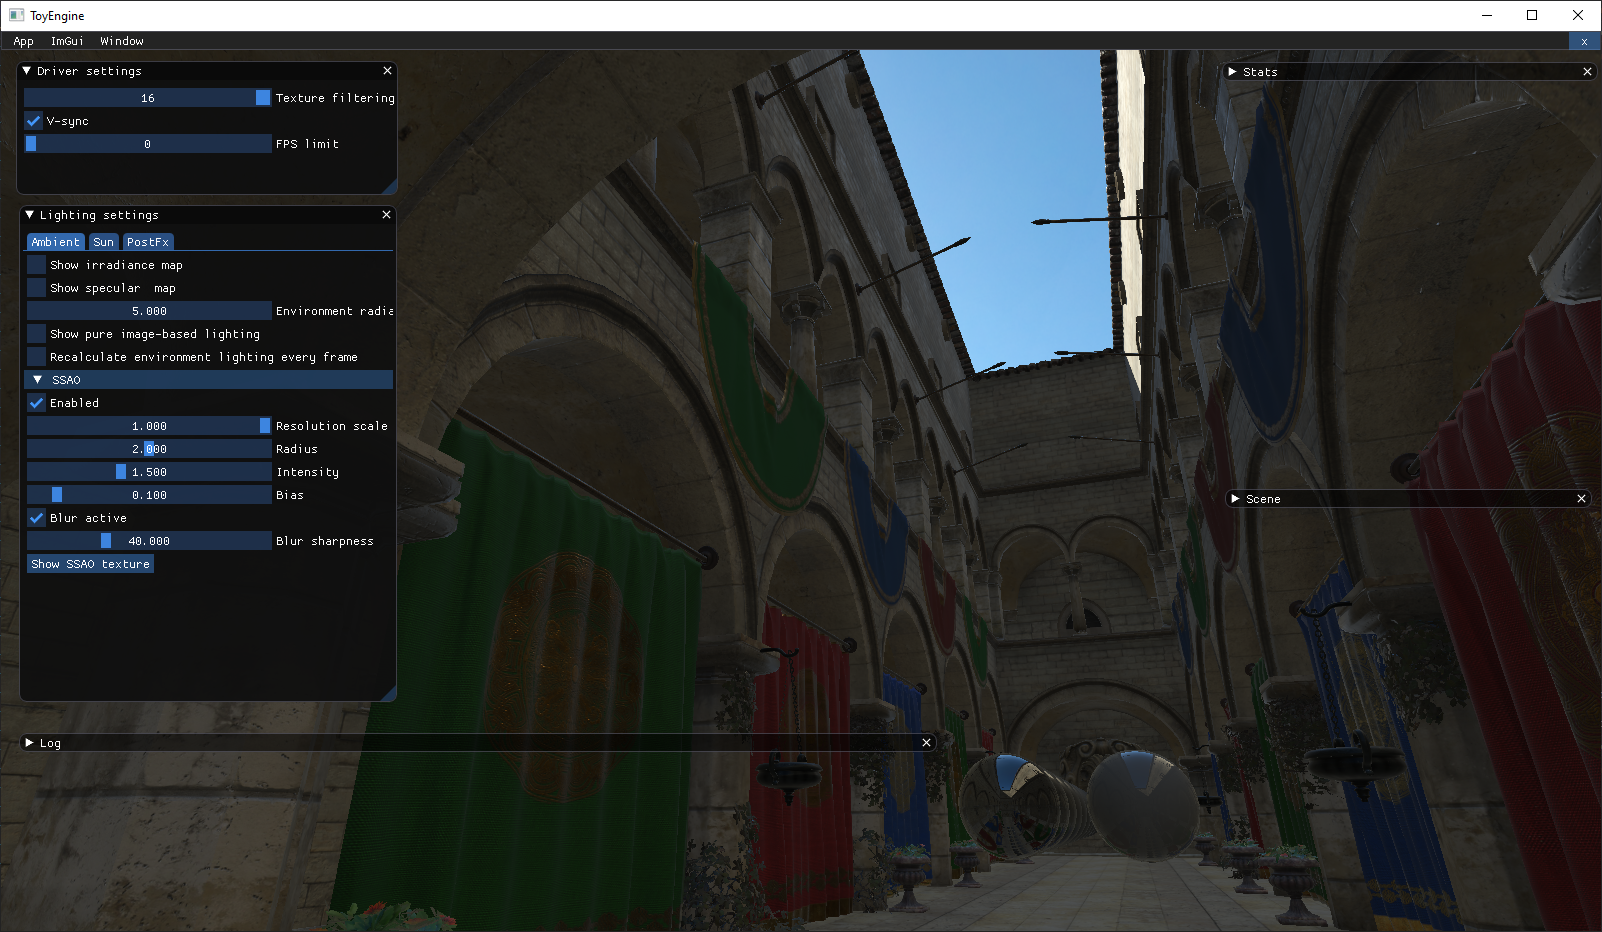 ToyEngine
App ImGui Window x
Driver settings
16 Texture filtering
V-sync
0 FPS limit
Stats
Lighting settings
Ambient Sun PostFx
Show irradiance map
Show specular  map
5.000 Environment radia
Show pure image-based lighting
Recalculate environment lighting every frame
SSAO
Enabled
1.000 Resolution scale
2.000 Radius
1.500 Intensity
0.100 Bias
Scene
Blur active
40.000 Blur sharpness
Show SSAO texture
Log